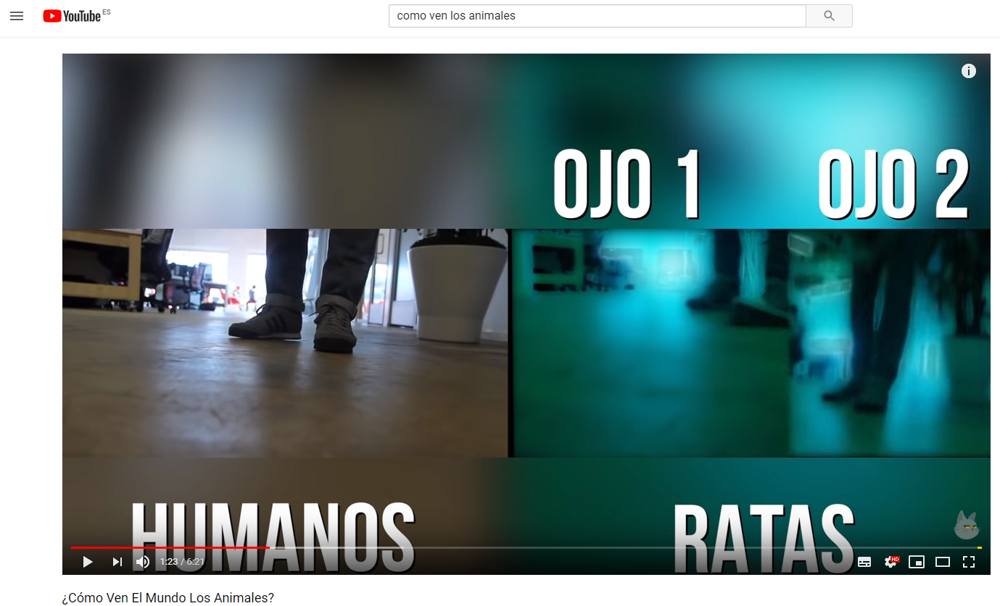 YouTube ES
como ven los animales
OJO 1 OJO 2
HUMANOS RATAS
1:23 / 6:21
HD
¿Cómo Ven El Mundo Los Animales?